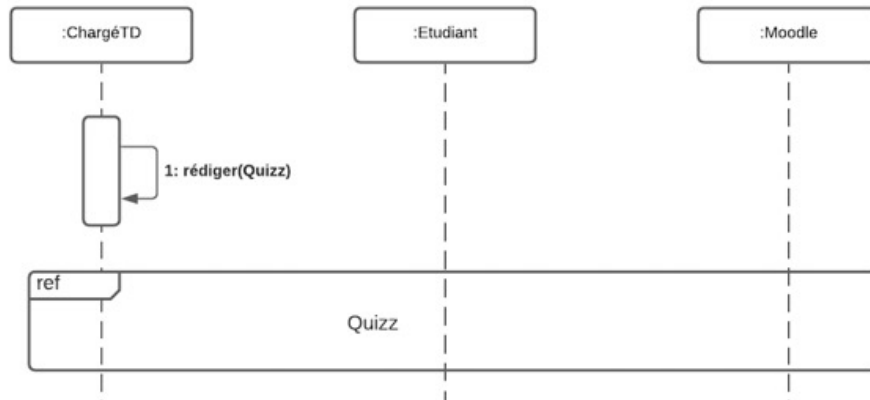 :ChargéTD
:Etudiant
:Moodle
1: rédiger(Quizz)
ref
Quizz